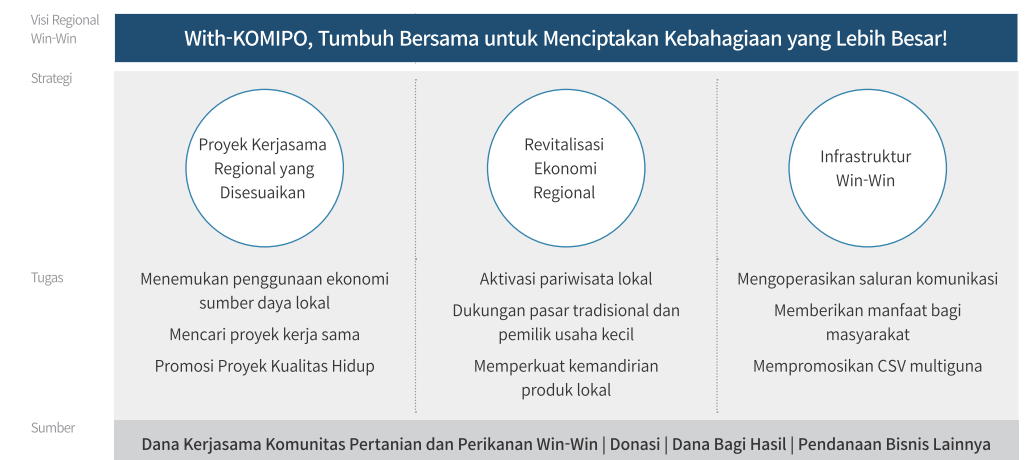 Visi Regional
Win-Win
With-KOMIPO, Tumbuh Bersama untuk Menciptakan Kebahagiaan yang Lebih Besar!
Strategi
Proyek Kerjasama
Regional yang
Disesuaikan
Revitalisasi
Ekonomi
Regional
Infrastruktur
Win-Win
Tugas
Menemukan penggunaan ekonomi
sumber daya lokal
Mencari proyek kerja sama
Promosi Proyek Kualitas Hidup
Aktivasi pariwisata lokal
Dukungan pasar tradisional dan
pemilik usaha kecil
Memperkuat kemandirian
produk lokal
Mengoperasikan saluran komunikasi
Memberikan manfaat bagi
masyarakat
Mempromosikan CSV multiguna
Sumber
Dana Kerjasama Komunitas Pertanian dan Perikanan Win-Win | Donasi | Dana Bagi Hasil | Pendanaan Bisnis Lainnya